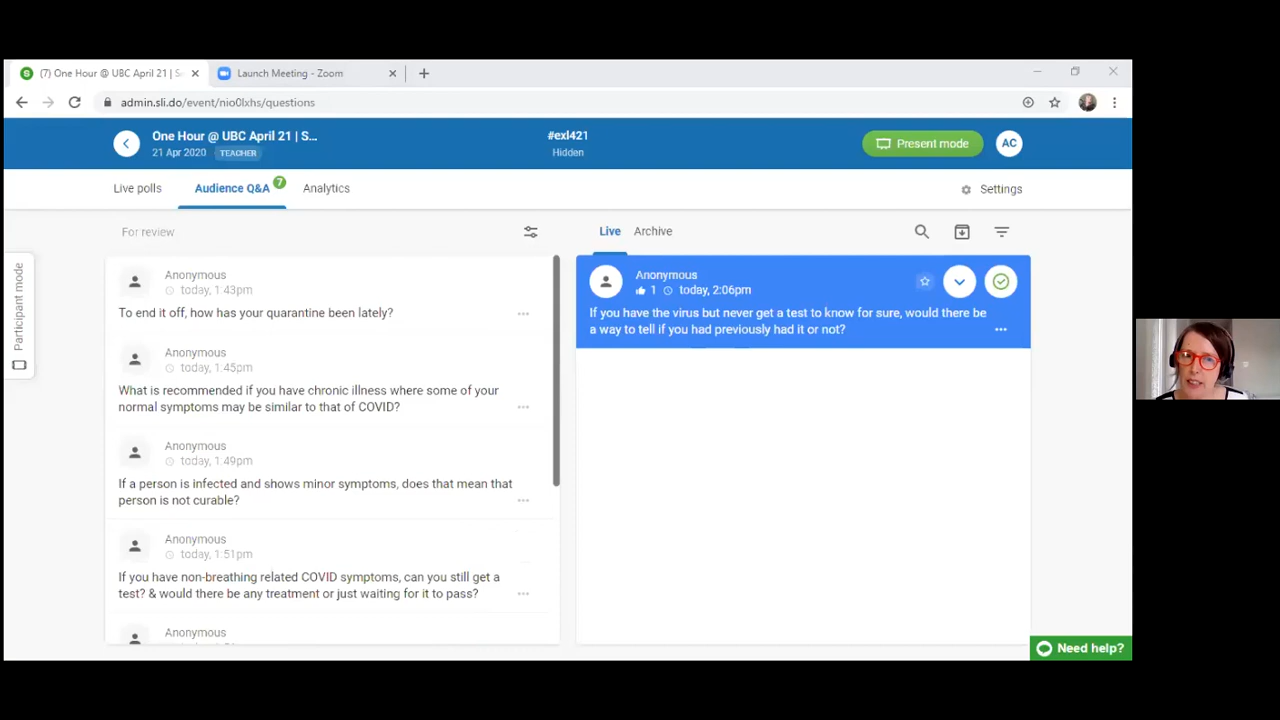 (7) One Hour @ UBC April 21 | S
Launch Meeting - Zoom
admin.sli.do/event/nio0lxhs/questions
One Hour @ UBC April 21 | S...
21 Apr 2020 TEACHER
#exl421
Hidden
Present mode
AC
Live polls
Audience Q&A 7
Analytics
Settings
Participant mode
For review
Anonymous
today, 1:43pm
To end it off, how has your quarantine been lately?
Anonymous
today, 1:45pm
What is recommended if you have chronic illness where some of your
normal symptoms may be similar to that of COVID?
Anonymous
today, 1:49pm
If a person is infected and shows minor symptoms, does that mean that
person is not curable?
Anonymous
today, 1:51pm
If you have non-breathing related COVID symptoms, can you still get a
test? & would there be any treatment or just waiting for it to pass?
Anonymous
Live
Archive
Anonymous
1 today, 2:06pm
If you have the virus but never get a test to know for sure, would there be
a way to tell if you had previously had it or not?
Need help?